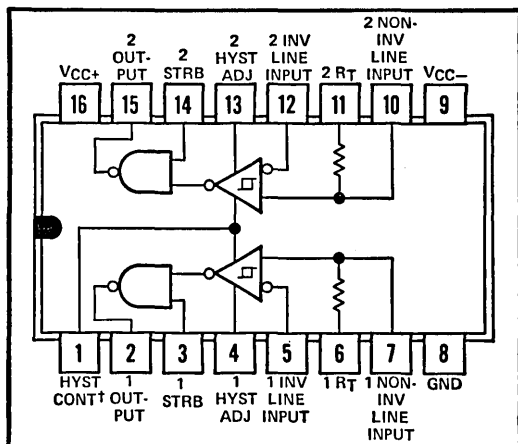 2
OUT-
PUT
2
STRB
2
HYST
ADJ
2 INV
LINE
INPUT
2 NON-
INV
LINE
INPUT
VCC+
2 RT
VCC–
16
15
14
13
12
11
10
9
1
2
3
4
5
6
7
8
HYST
CONT†
1
OUT-
PUT
1
STRB
1
HYST
ADJ
1 INV
LINE
INPUT
1 RT
1 NON-
INV
LINE
INPUT
GND